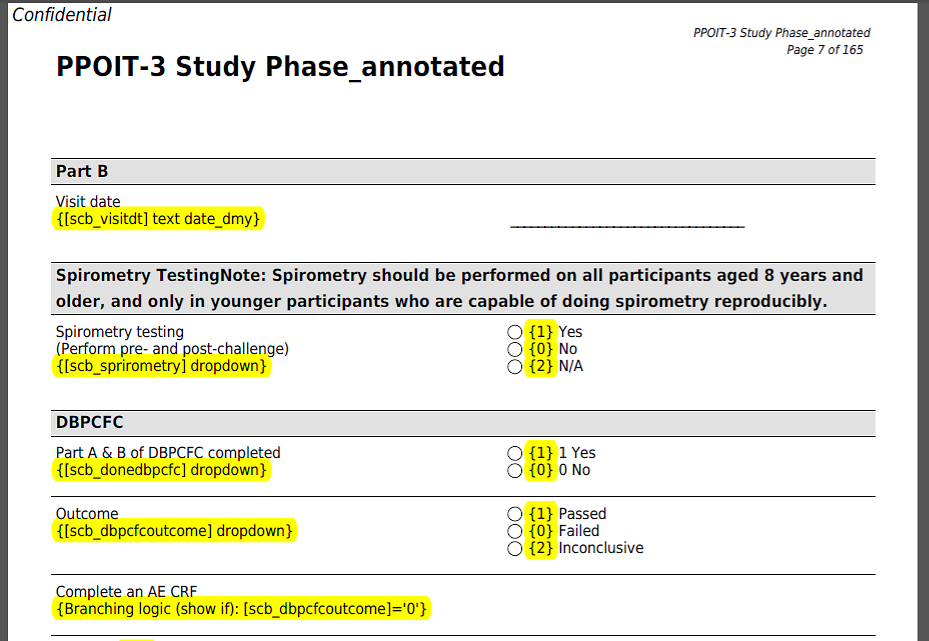 Confidential
PPOIT-3 Study Phase_annotated
Page 7 of 165
PPOIT-3 Study Phase_annotated
Part B
Visit date
{[scb_visitdt] text date_dmy}
Spirometry TestingNote: Spirometry should be performed on all participants aged 8 years and
older, and only in younger participants who are capable of doing spirometry reproducibly.
Spirometry testing
(Perform pre- and post-challenge)
{[scb_sprirometry] dropdown}
{1} Yes
{0} No
{2} N/A
DBPCFC
Part A & B of DBPCFC completed
{[scb_donedbpcfc] dropdown}
{1} 1 Yes
{0} 0 No
Outcome
{[scb_dbpcfcoutcome] dropdown}
{1} Passed
{0} Failed
{2} Inconclusive
Complete an AE CRF
{Branching logic (show if): [scb_dbpcfoutcome]='0'}